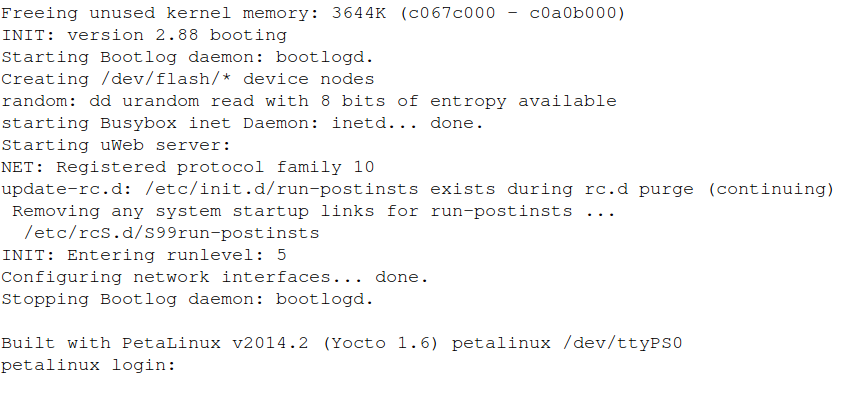 Freeing unused kernel memory: 3644K (c067c000 - c0a0b000)
INIT: version 2.88 booting
Starting Bootlog daemon: bootlogd.
Creating /dev/flash/* device nodes
random: dd urandom read with 8 bits of entropy available
starting Busybox inet Daemon: inetd... done.
Starting uWeb server:
NET: Registered protocol family 10
update-rc.d: /etc/init.d/run-postinsts exists during rc.d purge (continuing)
 Removing any system startup links for run-postinsts ...
  /etc/rcS.d/S99run-postinsts
INIT: Entering runlevel: 5
Configuring network interfaces... done.
Stopping Bootlog daemon: bootlogd.

Built with PetaLinux v2014.2 (Yocto 1.6) petalinux /dev/ttyPS0
petalinux login: